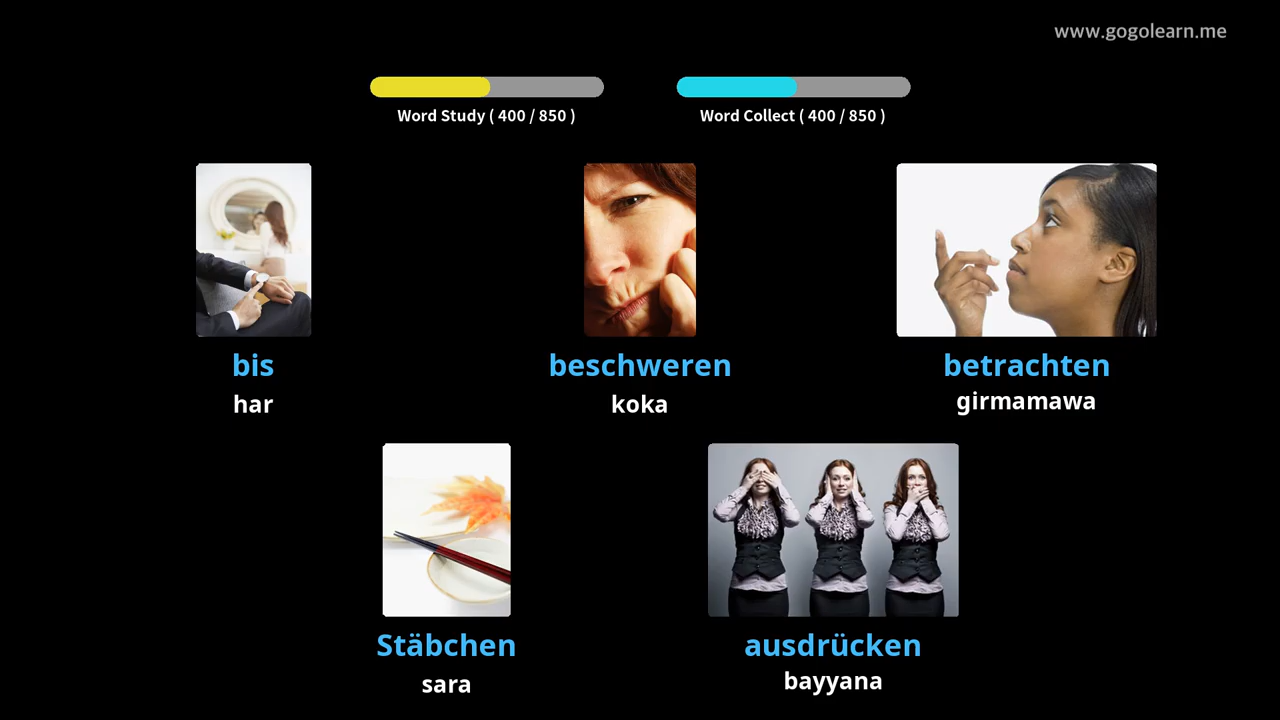 www.gogolearn.me
Word Study ( 400 / 850 )
Word Collect ( 400 / 850 )
bis
har
beschweren
koka
betrachten
girmamawa
Stäbchen
sara
ausdrücken
bayyana